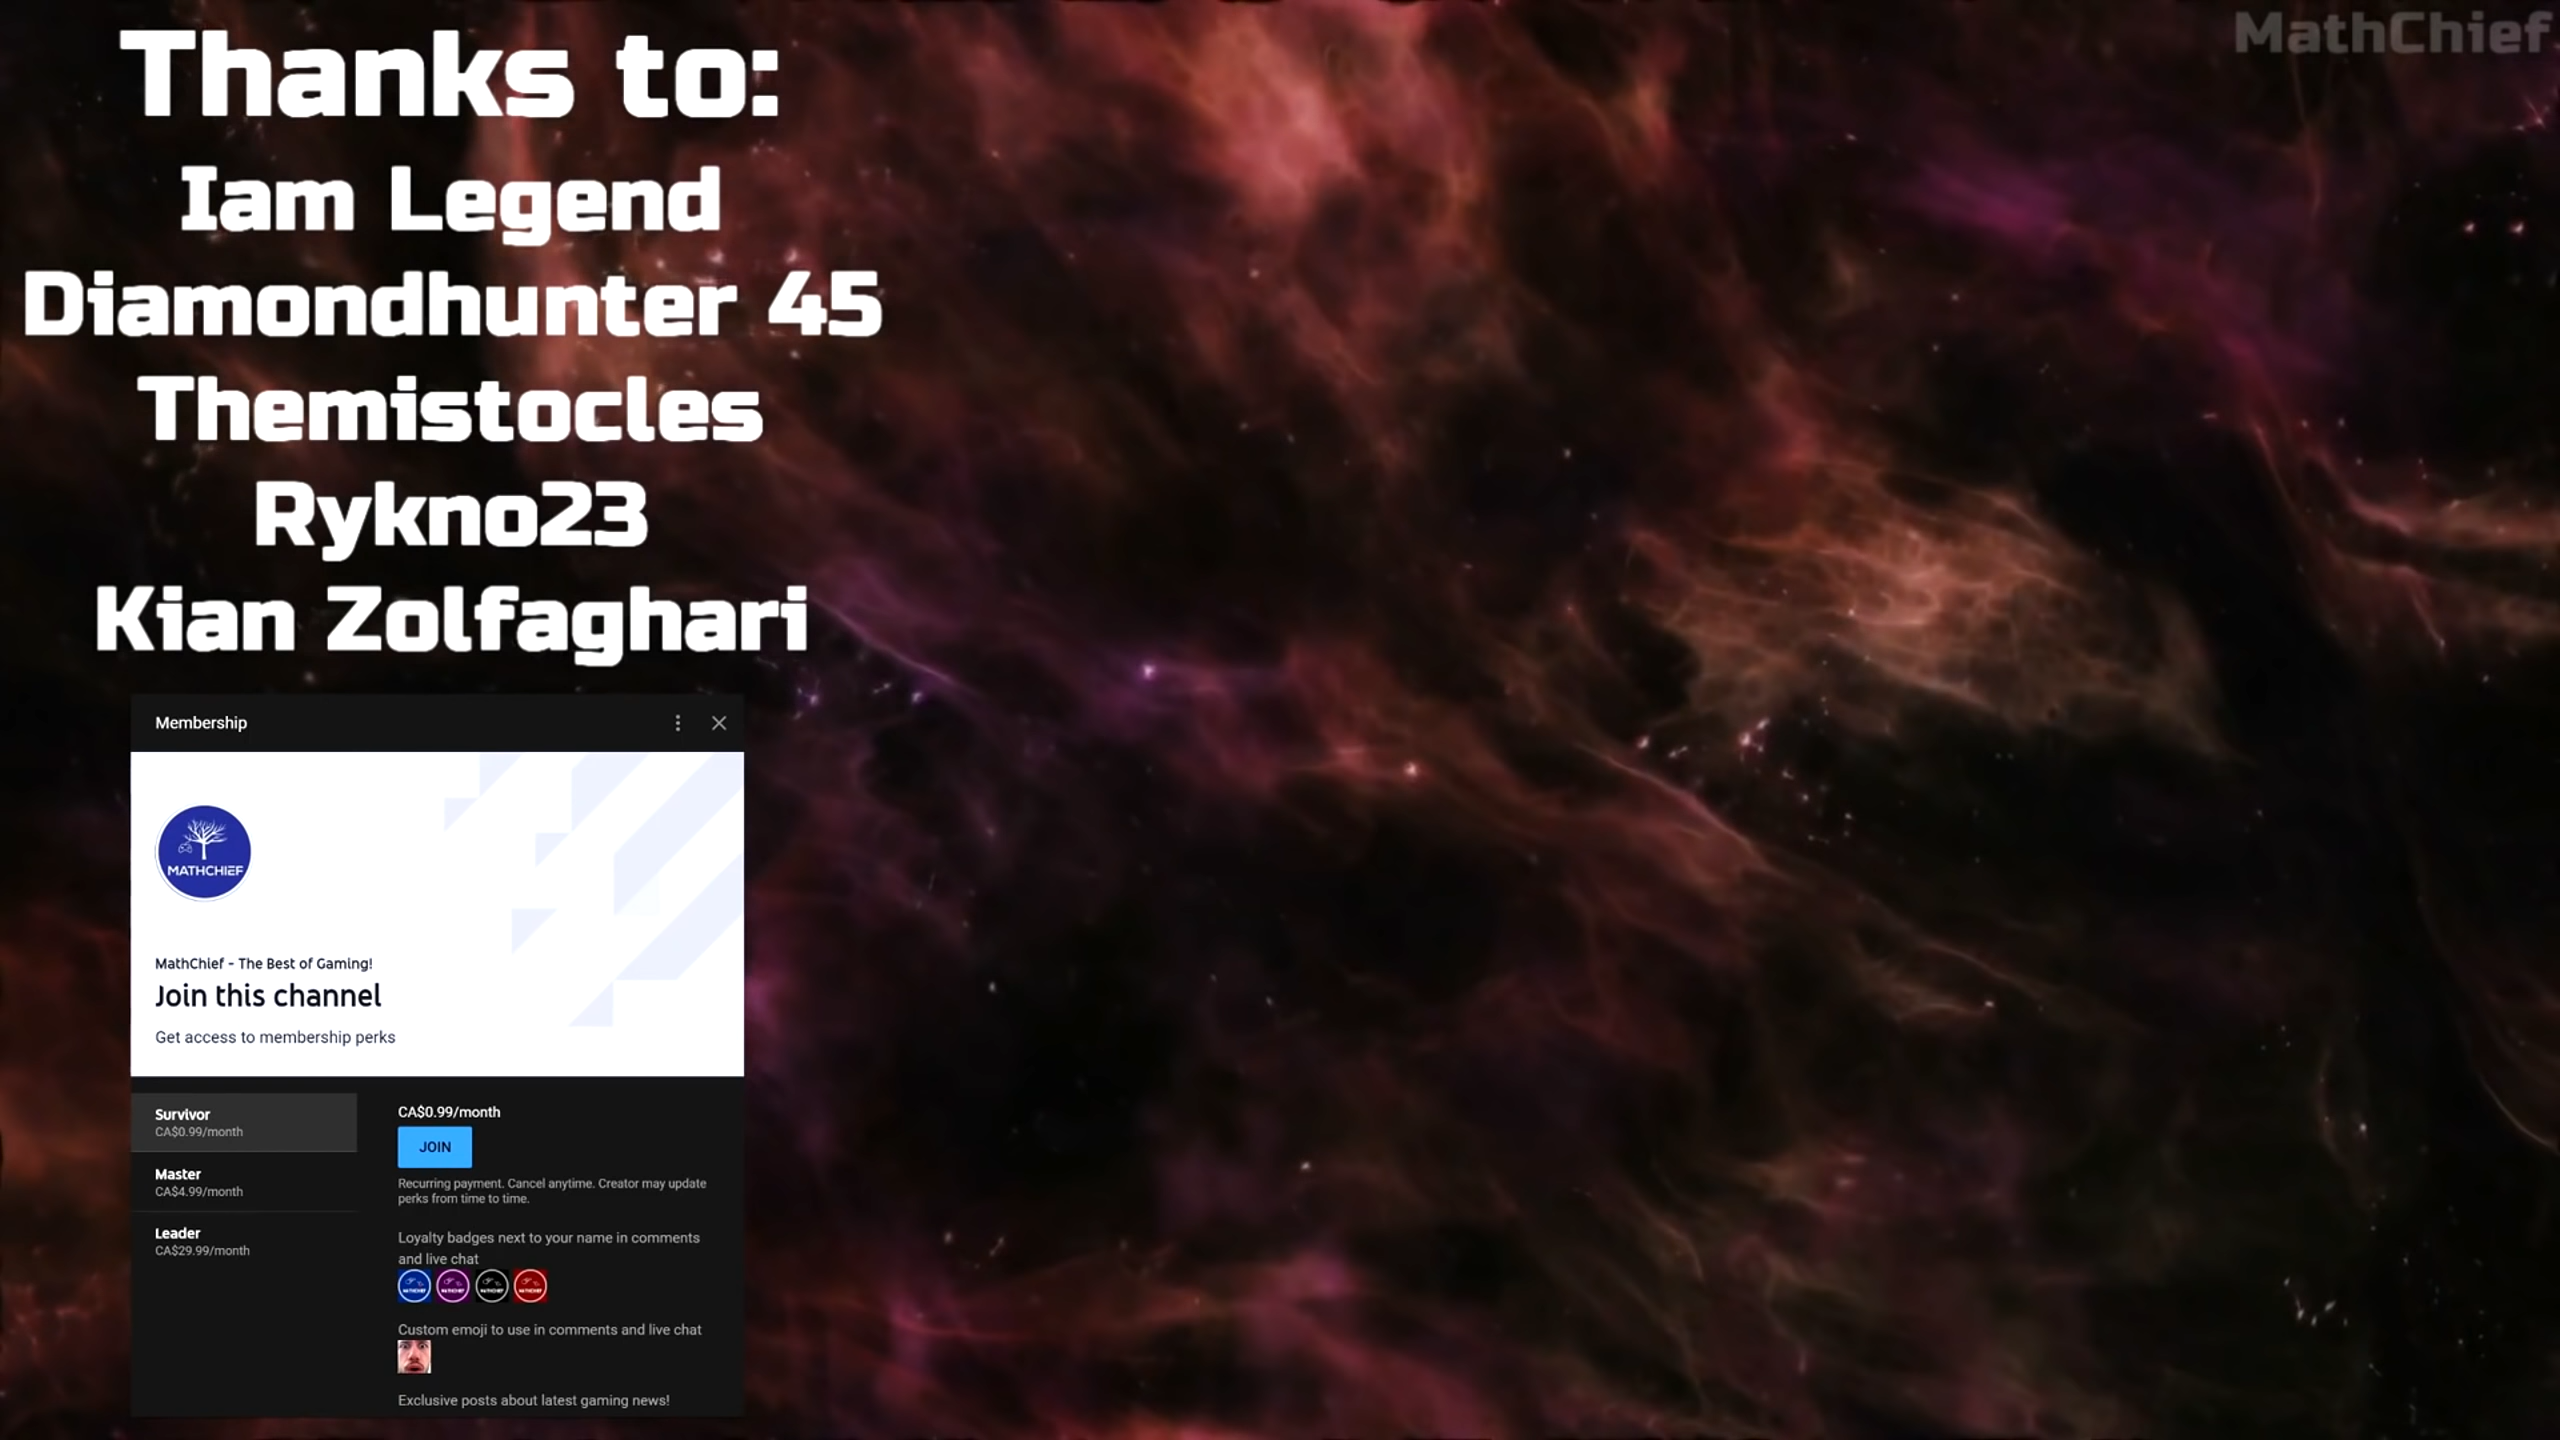 MathChief
Thanks to:
Iam Legend
Diamondhunter 45
Themistocles
Rykno23
Kian Zolfaghari
Membership
MATHCHIEF
MathChief - The Best of Gaming!
Join this channel
Get access to membership perks
Survivor
CA$0.99/month
Master
CA$4.99/month
Leader
CA$29.99/month
CA$0.99/month
JOIN
Recurring payment. Cancel anytime. Creator may update
perks from time to time.
Loyalty badges next to your name in comments
and live chat
Custom emoji to use in comments and live chat
Exclusive posts about latest gaming news!